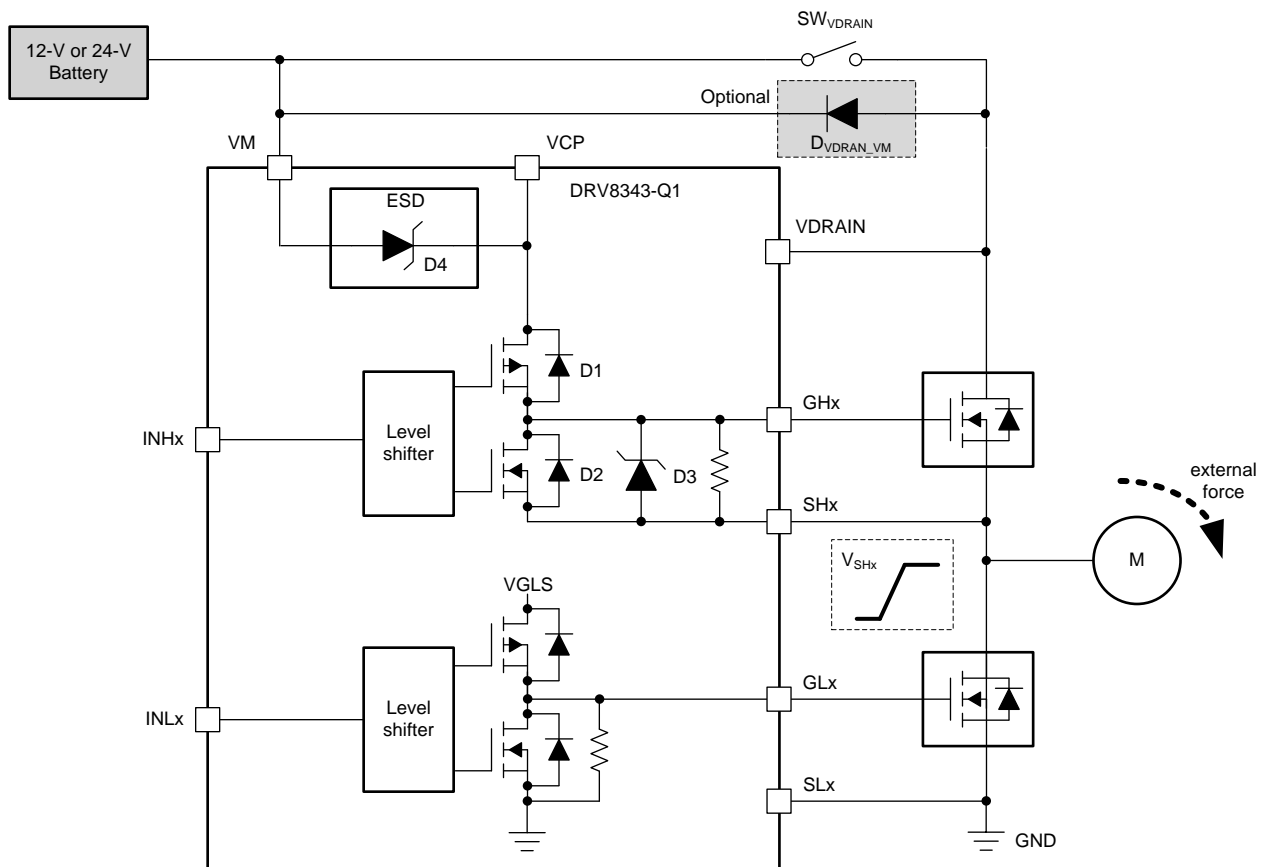 SWVDRAIN
12-V or 24-V
Battery
Optional
DVDRAN_VM
VM
VCP
ESD
DRV8343-Q1
D4
VDRAIN
D1
GHx
INHx
Level
shifter
D2
D3
external
force
SHx
VSHx
M
VGLS
GLx
INLx
Level
shifter
SLx
GND